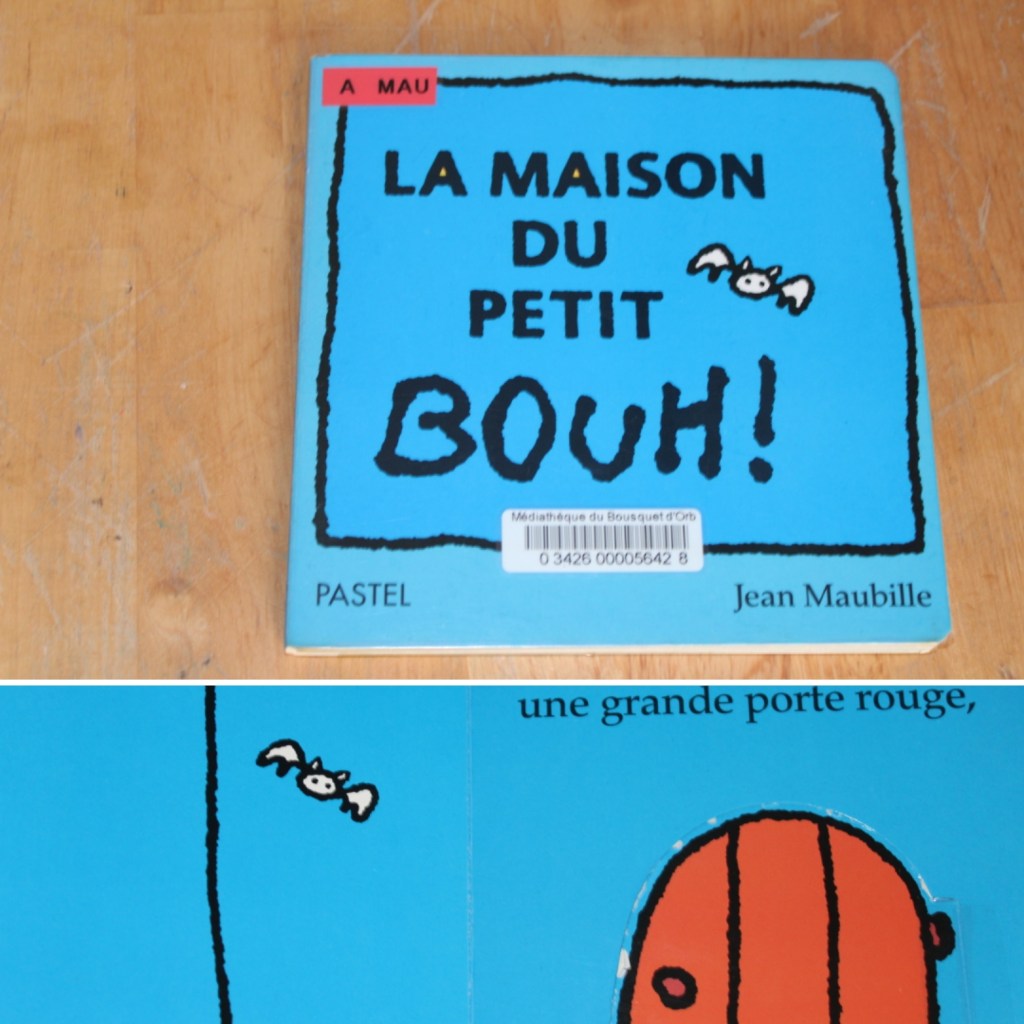 A MAU
LA MAISON
DU
PETIT
BOUH!
Médiathèque du Bousquet d'Orb
0 3426 00005642 8
PASTEL
Jean Maubille
une grande porte rouge,